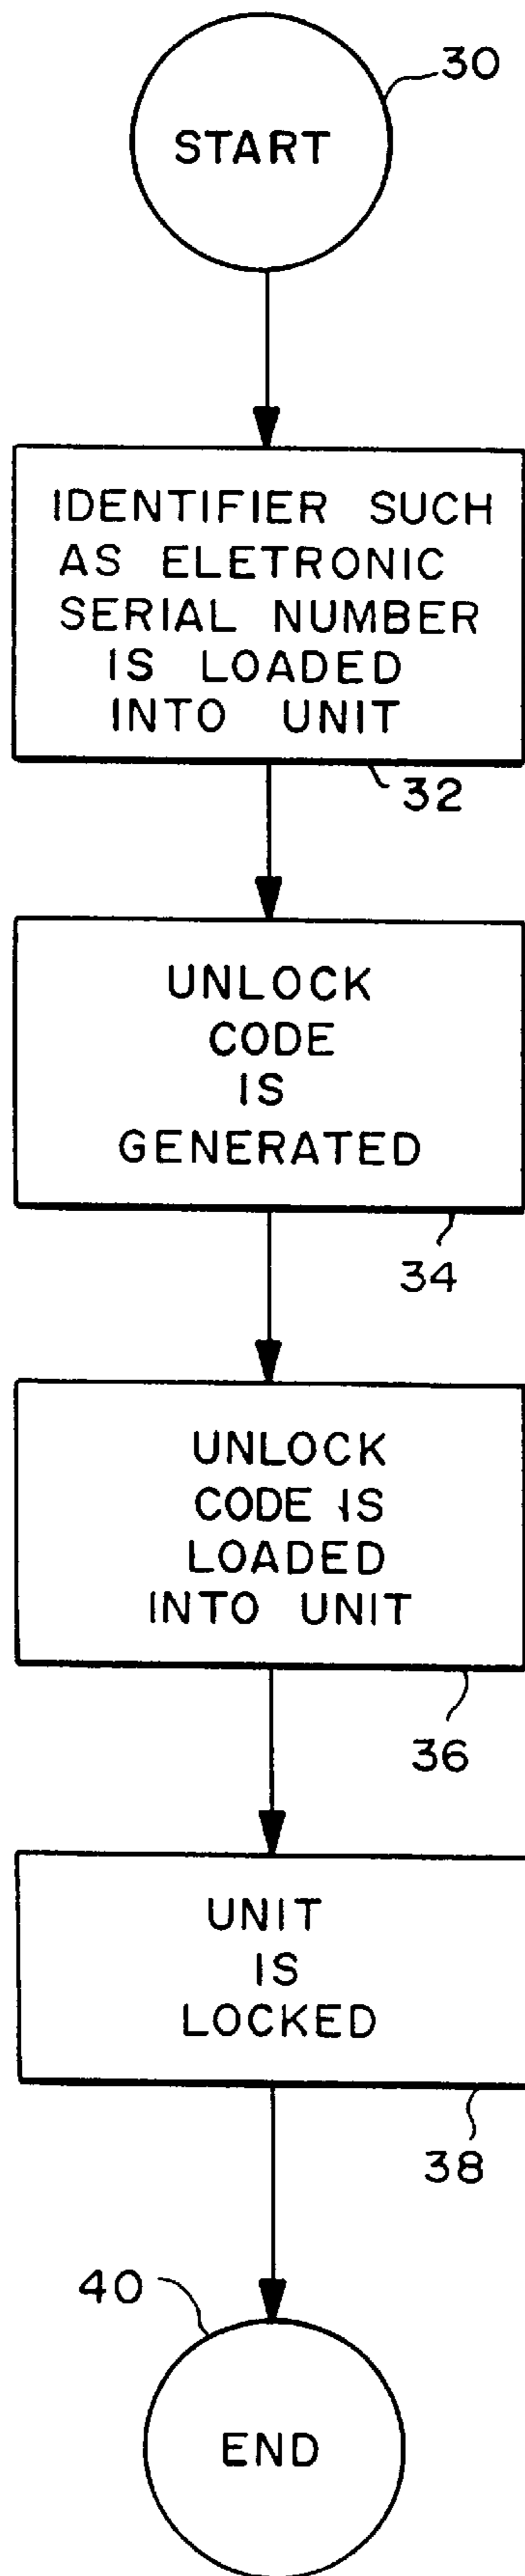 30
START
IDENTIFIER SUCH
AS ELETRONIC
SERIAL NUMBER
IS LOADED
INTO UNIT
32
UNLOCK
CODE
IS
GENERATED
34
UNLOCK
CODE IS
LOADED
INTO UNIT
36
UNIT
IS
LOCKED
38
40
END